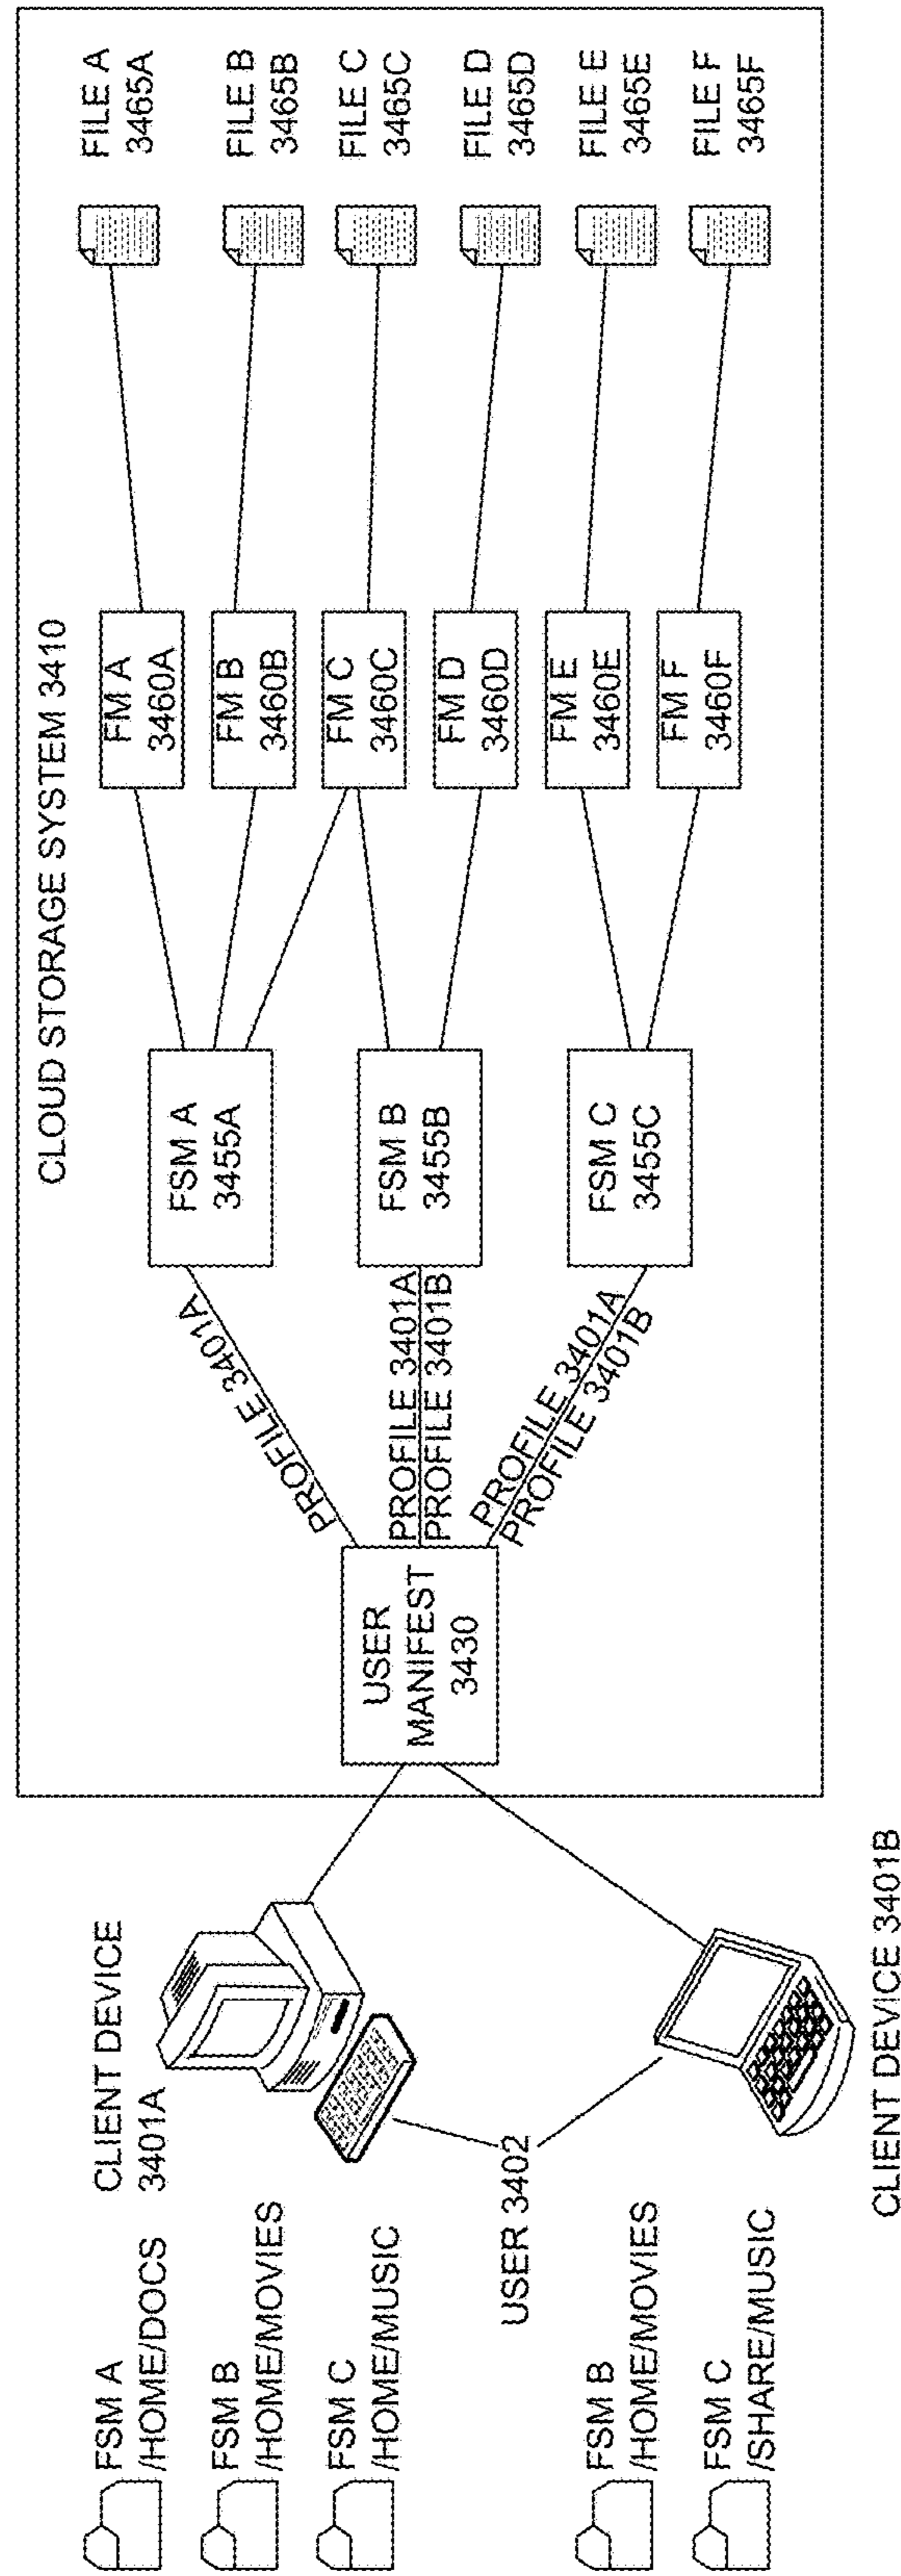 CLOUD STORAGE SYSTEM 3410
FSM A
/HOME/DOCS
FSM B
/HOME/MOVIES
FSM C
/HOME/MUSIC
CLIENT DEVICE
3401A
USER 3402
FSM B
/HOME/MOVIES
FSM C
/SHARE/MUSIC
CLIENT DEVICE 3401B
USER
MANIFEST
3430
PROFILE 3401A
PROFILE 3401A
PROFILE 3401B
PROFILE 3401A
PROFILE 3401B
FSM A
3455A
FSM B
3455B
FSM C
3455C
FM A
3460A
FM B
3460B
FM C
3460C
FM D
3460D
FM E
3460E
FM F
3460F
FILE A
3465A
FILE B
3465B
FILE C
3465C
FILE D
3465D
FILE E
3465E
FILE F
3465F